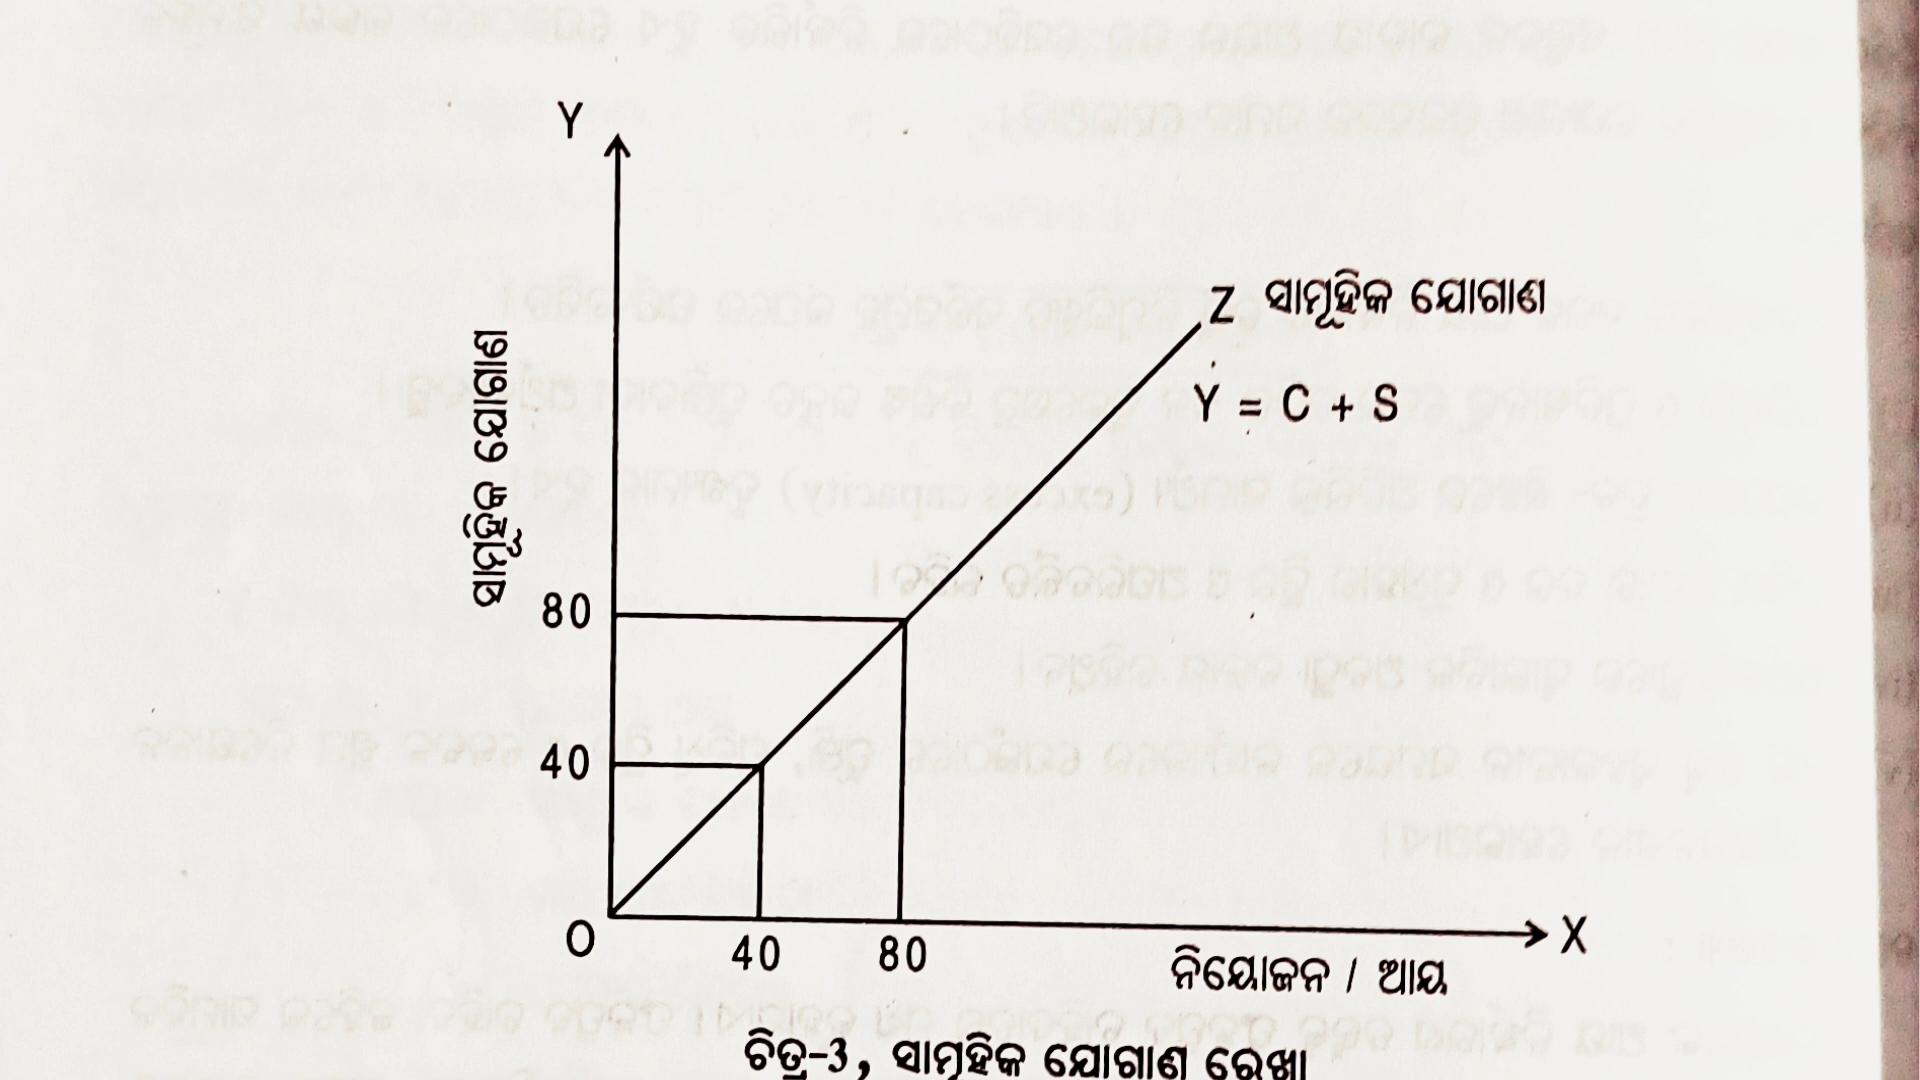 Y
Z ସାମୂହିକ ଯୋଗାଣ
Y = C + S
ସାମୂହିକ ଯୋଗାଣ
80
40
O
40
80
X
ନିୟୋଜନ / ଆୟ
ଚିତ୍ର-3, ସାମୂହିକ ଯୋଗାଣ ରେଖା